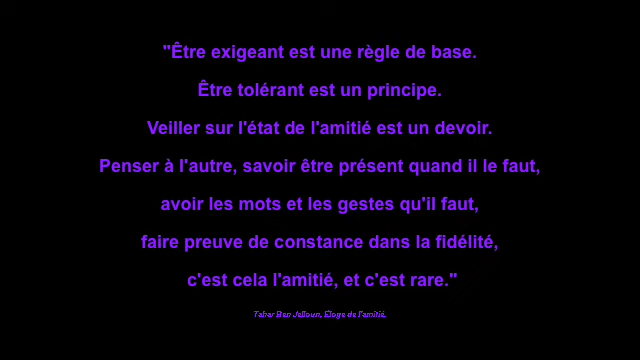 "Être exigeant est une règle de base.
Être tolérant est un principe.
Veiller sur l'état de l'amitié est un devoir.
Penser à l'autre, savoir être présent quand il le faut,
avoir les mots et les gestes qu'il faut,
faire preuve de constance dans la fidélité,
c'est cela l'amitié, et c'est rare."
Tahar Ben Jelloun, Eloge de l'amitié,